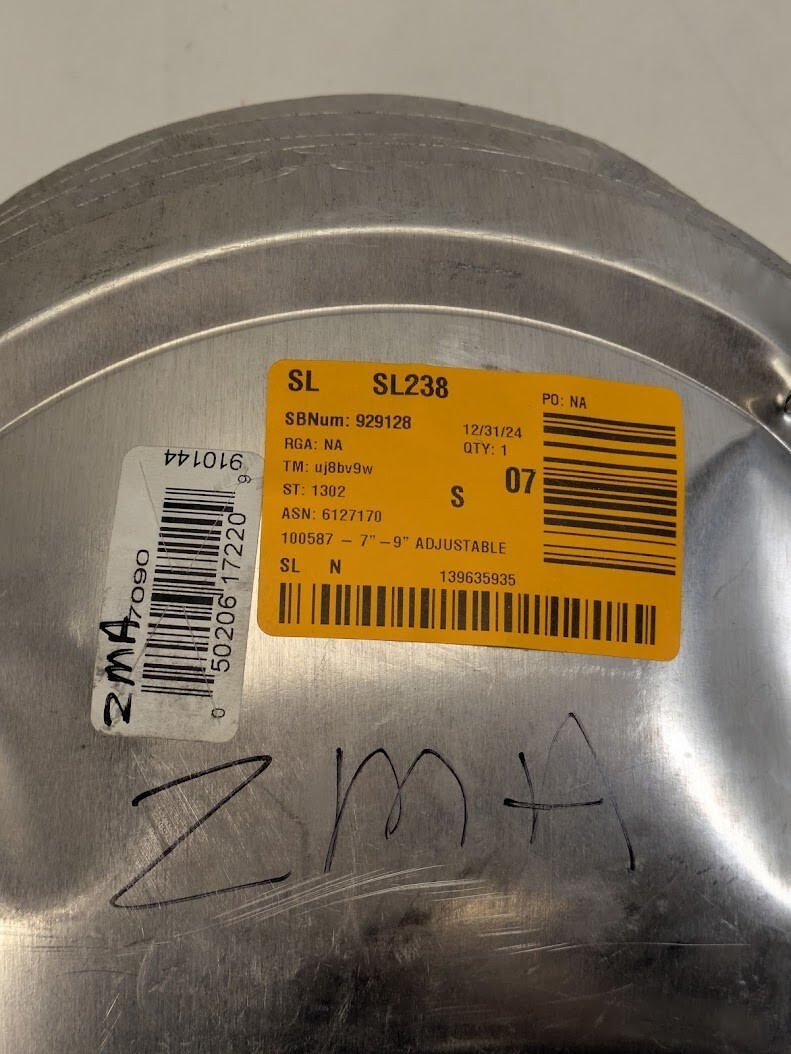 SL SL238
PO: NA
SBNum: 929128 12/31/24
RGA: NA QTY: 1
TM: uj8bv9w
ST: 1302 S 07
ASN: 6127170
100587 – 7"–9" ADJUSTABLE
SL N 139635935
910144
ZMA 7090
0 50206 17220 9
ZMA